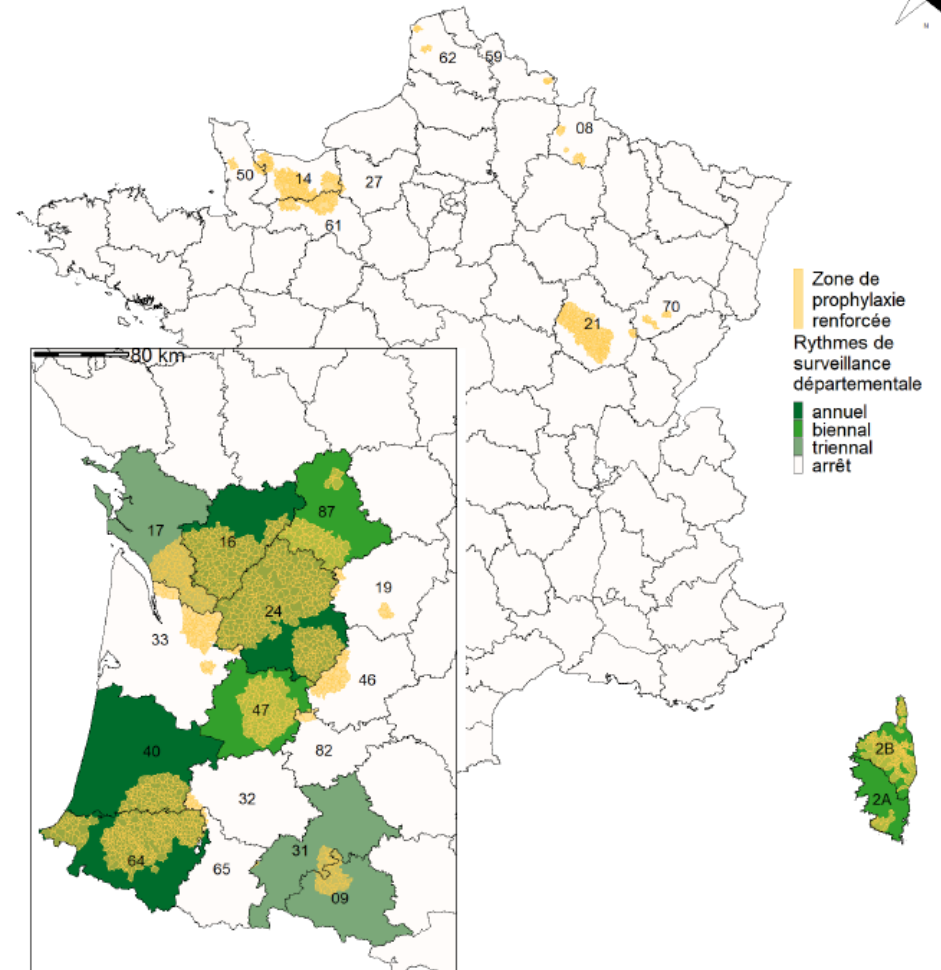 N
62
59
08
50
14
27
61
70
21
Zone de
prophylaxie
renforcée
Rythmes de
surveillance
départementale
annuel
biennal
triennal
arrêt
80 km
87
17
16
19
24
33
46
47
40
82
32
31
64
65
09
2B
2A